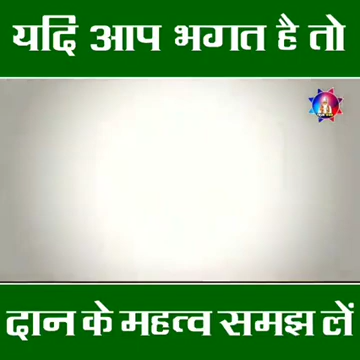 यदि आप भगत है तो
दान के महत्व समझ लें